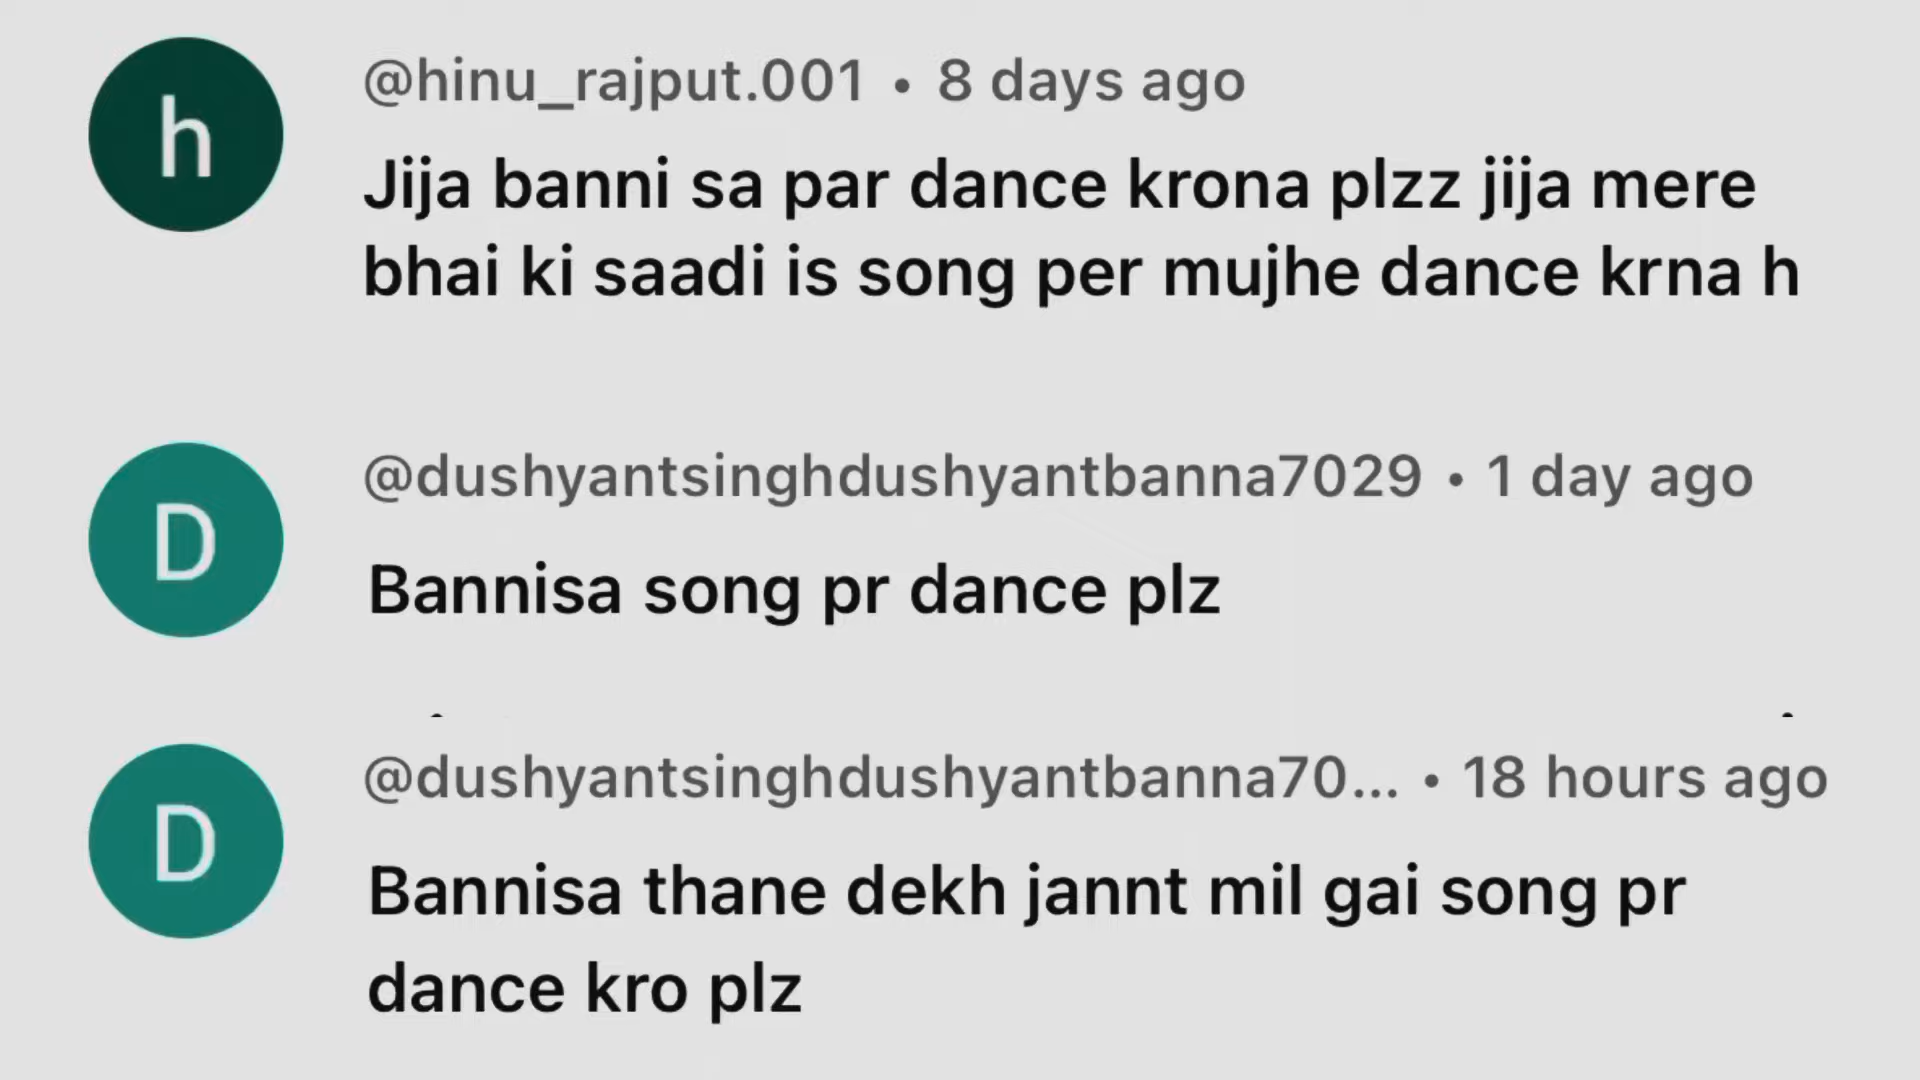 h
@hinu_rajput.001 • 8 days ago
Jija banni sa par dance krona plzz jija mere
bhai ki saadi is song per mujhe dance krna h
D
@dushyantsinghdushyantbanna7029 • 1 day ago
Bannisa song pr dance plz
D
@dushyantsinghdushyantbanna70... • 18 hours ago
Bannisa thane dekh jannt mil gai song pr
dance kro plz